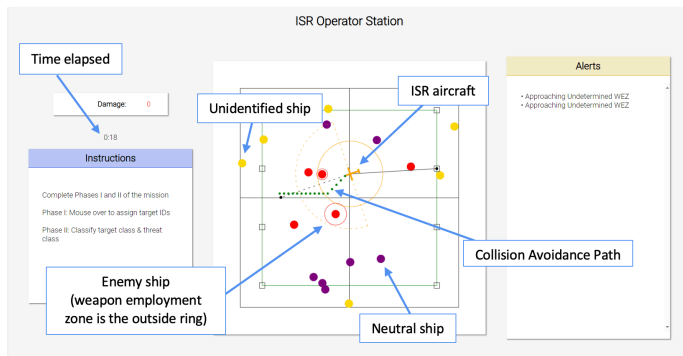 ISR Operator Station
Time elapsed
Damage: 0
0:18
Instructions
Complete Phases I and II of the mission
Phase I: Mouse over to assign target IDs
Phase II: Classify target class & threat
class
Unidentified ship
ISR aircraft
Alerts
• Approaching Undetermined WEZ
• Approaching Undetermined WEZ
Collision Avoidance Path
Enemy ship
(weapon employment
zone is the outside ring)
Neutral ship